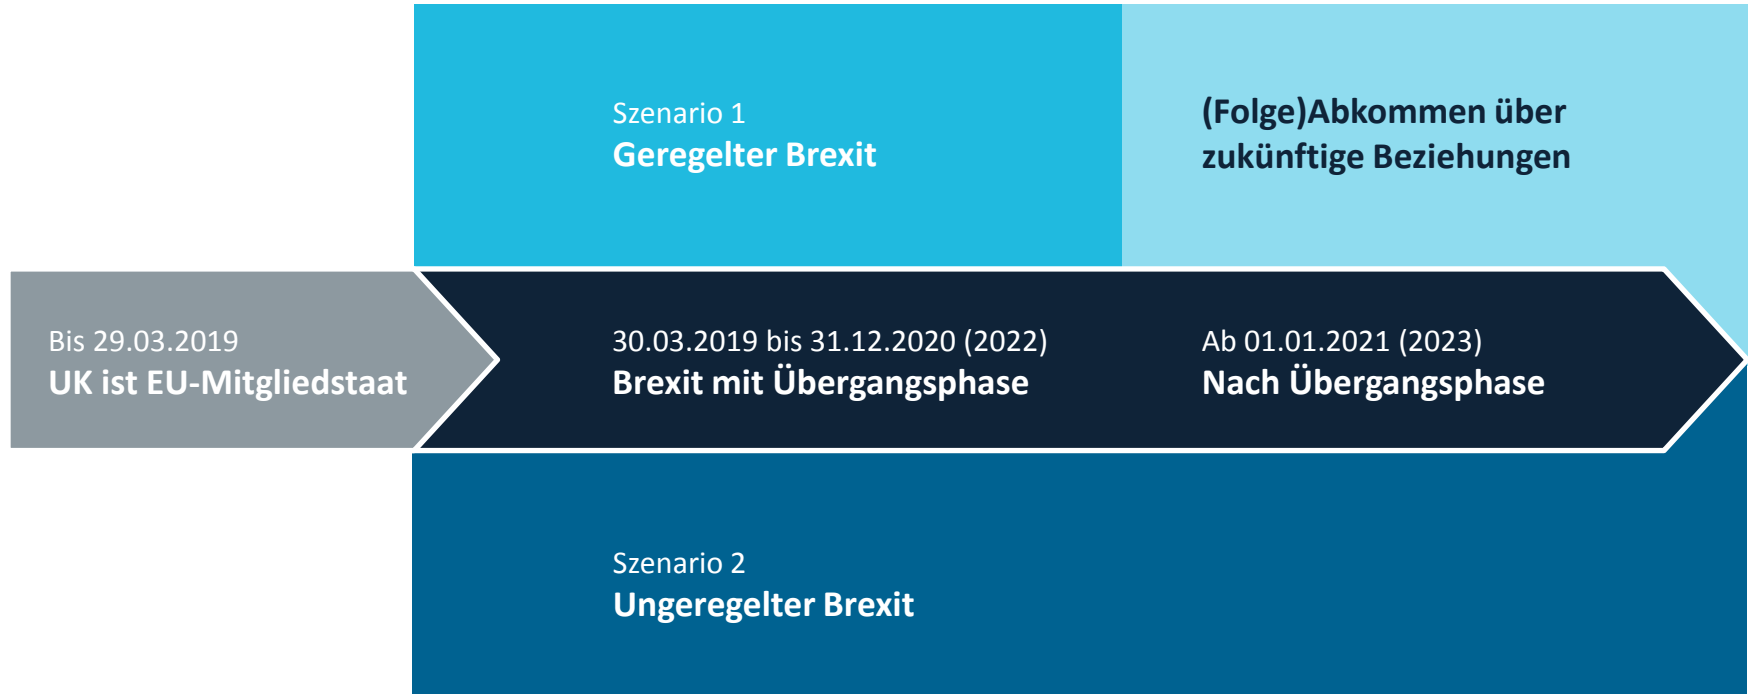 Szenario 1
Geregelter Brexit
(Folge)Abkommen über
zukünftige Beziehungen
Bis 29.03.2019
UK ist EU-Mitgliedstaat
30.03.2019 bis 31.12.2020 (2022)
Brexit mit Übergangsphase
Ab 01.01.2021 (2023)
Nach Übergangsphase
Szenario 2
Ungeregelter Brexit